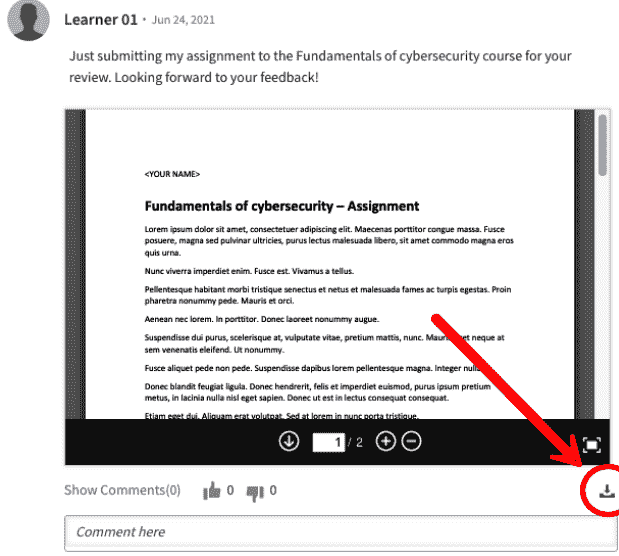 Learner 01 · Jun 24, 2021
Just submitting my assignment to the Fundamentals of cybersecurity course for your
review. Looking forward to your feedback!
<YOUR NAME>
Fundamentals of cybersecurity – Assignment
Lorem ipsum dolor sit amet, consectetuer adipiscing elit. Maecenas porttitor congue massa. Fusce
posuere, magna sed pulvinar ultricies, purus lectus malesuada libero, sit amet commodo magna eros
quis urna.
Nunc viverra imperdiet enim. Fusce est. Vivamus a tellus.
Pellentesque habitant morbi tristique senectus et netus et malesuada fames ac turpis egestas. Proin
pharetra nonummy pede. Mauris et orci.
Aenean nec lorem. In porttitor. Donec laoreet nonummy augue.
Suspendisse dui purus, scelerisque at, vulputate vitae, pretium mattis, nunc. Mauris eget neque at
sem venenatis eleifend. Ut nonummy.
Fusce aliquet pede non pede. Suspendisse dapibus lorem pellentesque magna. Integer
Donec blandit feugiat ligula. Donec hendrerit, felis et imperdiet euismod, purus ipsum pretium
metus, in lacinia nulla nisl eget sapien. Donec ut est in lectus consequat consequat.
Etiam eget dui. Aliquam erat volutpat. Sed at lorem in nunc porta tristique.
1 / 2
Show Comments(0) 0 0
Comment here